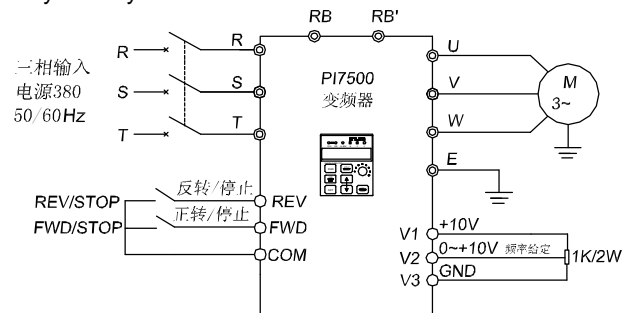 RB RB'
R R U
三相输入
电源380
50/60Hz
S S PI7500 V M
变频器 3~
T T W
E
反转/停止
REV/STOP REV
正转/停止
FWD/STOP FWD
COM
V1 +10V
V2 0~+10V 频率给定 1K/2W
V3 GND